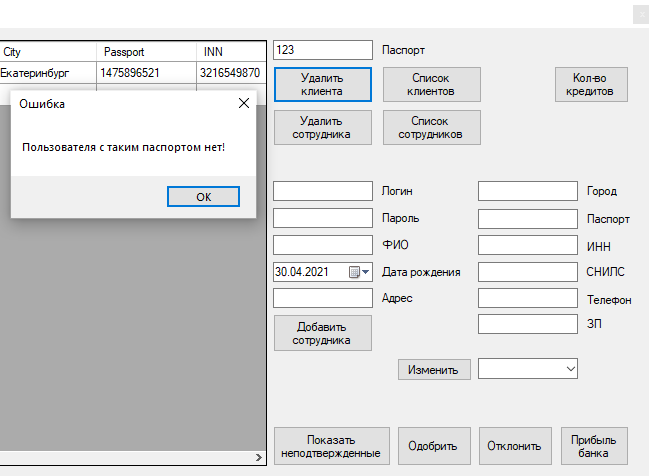 City Passport INN
Екатеринбург 1475896521 3216549870
Ошибка
Пользователя с таким паспортом нет!
OK
123 Паспорт
Удалить
клиента
Список
клиентов
Кол-во
кредитов
Удалить
сотрудника
Список
сотрудников
Логин
Город
Пароль
Паспорт
ФИО
ИНН
30.04.2021 Дата рождения
СНИЛС
Адрес
Телефон
Добавить
сотрудника
ЗП
Изменить
Показать
неподтвержденные
Одобрить
Отклонить
Прибыль
банка